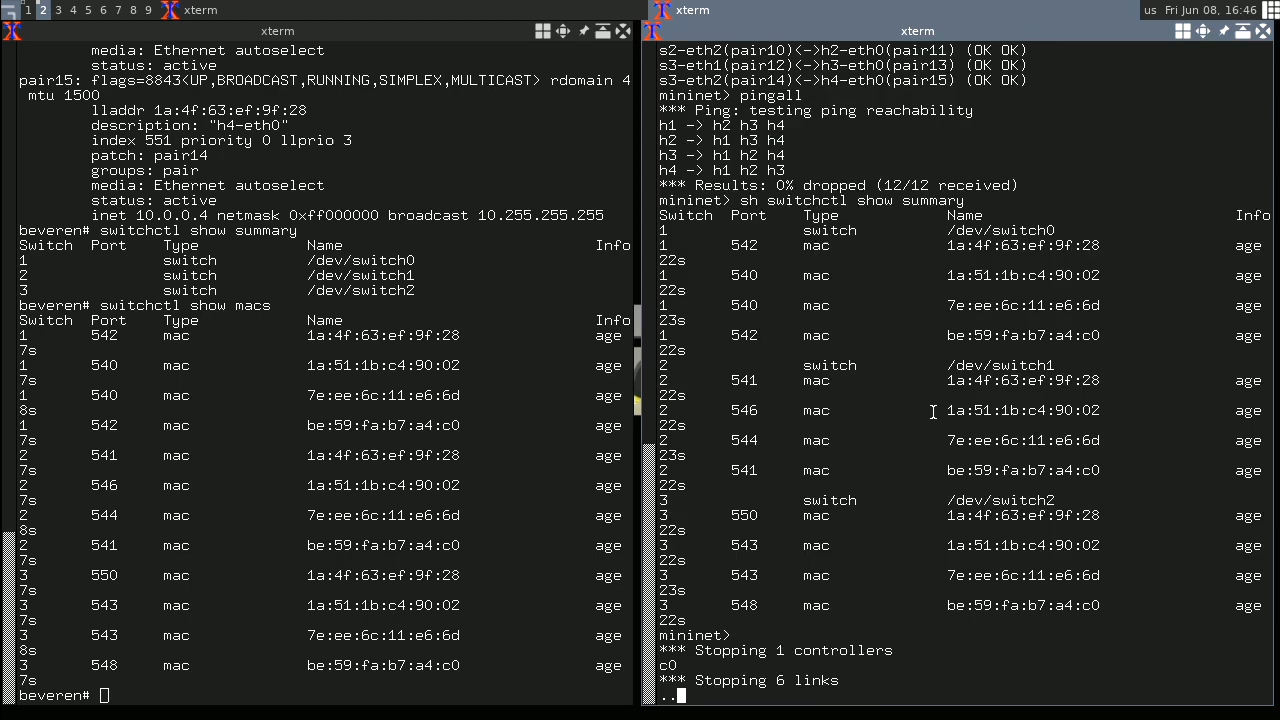 1 2 3 4 5 6 7 8 9 xterm
xterm
us Fri Jun 08, 16:46
xterm
media: Ethernet autoselect
status: active
pair15: flags=8843<UP,BROADCAST,RUNNING,SIMPLEX,MULTICAST> rdomain 4
mtu 1500
lladdr 1a:4f:63:ef:9f:28
description: "h4-eth0"
index 551 priority 0 llprio 3
patch: pair14
groups: pair
media: Ethernet autoselect
status: active
inet 10.0.0.4 netmask 0xff000000 broadcast 10.255.255.255
beveren# switchctl show summary
Switch Port Type Name Info
1 switch /dev/switch0
2 switch /dev/switch1
3 switch /dev/switch2
beveren# switchctl show macs
Switch Port Type Name Info
1 542 mac 1a:4f:63:ef:9f:28 age
7s
1 540 mac 1a:51:1b:c4:90:02 age
7s
1 540 mac 7e:ee:6c:11:e6:6d age
8s
1 542 mac be:59:fa:b7:a4:c0 age
7s
2 541 mac 1a:4f:63:ef:9f:28 age
7s
2 546 mac 1a:51:1b:c4:90:02 age
7s
2 544 mac 7e:ee:6c:11:e6:6d age
8s
2 541 mac be:59:fa:b7:a4:c0 age
7s
3 550 mac 1a:4f:63:ef:9f:28 age
7s
3 543 mac 1a:51:1b:c4:90:02 age
7s
3 543 mac 7e:ee:6c:11:e6:6d age
8s
3 548 mac be:59:fa:b7:a4:c0 age
7s
beveren#
xterm
s2-eth2(pair10)<->h2-eth0(pair11) (OK OK)
s3-eth1(pair12)<->h3-eth0(pair13) (OK OK)
s3-eth2(pair14)<->h4-eth0(pair15) (OK OK)
mininet> pingall
*** Ping: testing ping reachability
h1 -> h2 h3 h4
h2 -> h1 h3 h4
h3 -> h1 h2 h4
h4 -> h1 h2 h3
*** Results: 0% dropped (12/12 received)
mininet> sh switchctl show summary
Switch Port Type Name Info
1 switch /dev/switch0
1 542 mac 1a:4f:63:ef:9f:28 age
22s
1 540 mac 1a:51:1b:c4:90:02 age
22s
1 540 mac 7e:ee:6c:11:e6:6d age
23s
1 542 mac be:59:fa:b7:a4:c0 age
22s
2 switch /dev/switch1
2 541 mac 1a:4f:63:ef:9f:28 age
22s
2 546 mac 1a:51:1b:c4:90:02 age
22s
2 544 mac 7e:ee:6c:11:e6:6d age
23s
2 541 mac be:59:fa:b7:a4:c0 age
22s
3 switch /dev/switch2
3 550 mac 1a:4f:63:ef:9f:28 age
22s
3 543 mac 1a:51:1b:c4:90:02 age
22s
3 543 mac 7e:ee:6c:11:e6:6d age
23s
3 548 mac be:59:fa:b7:a4:c0 age
22s
mininet>
*** Stopping 1 controllers
c0
*** Stopping 6 links
..